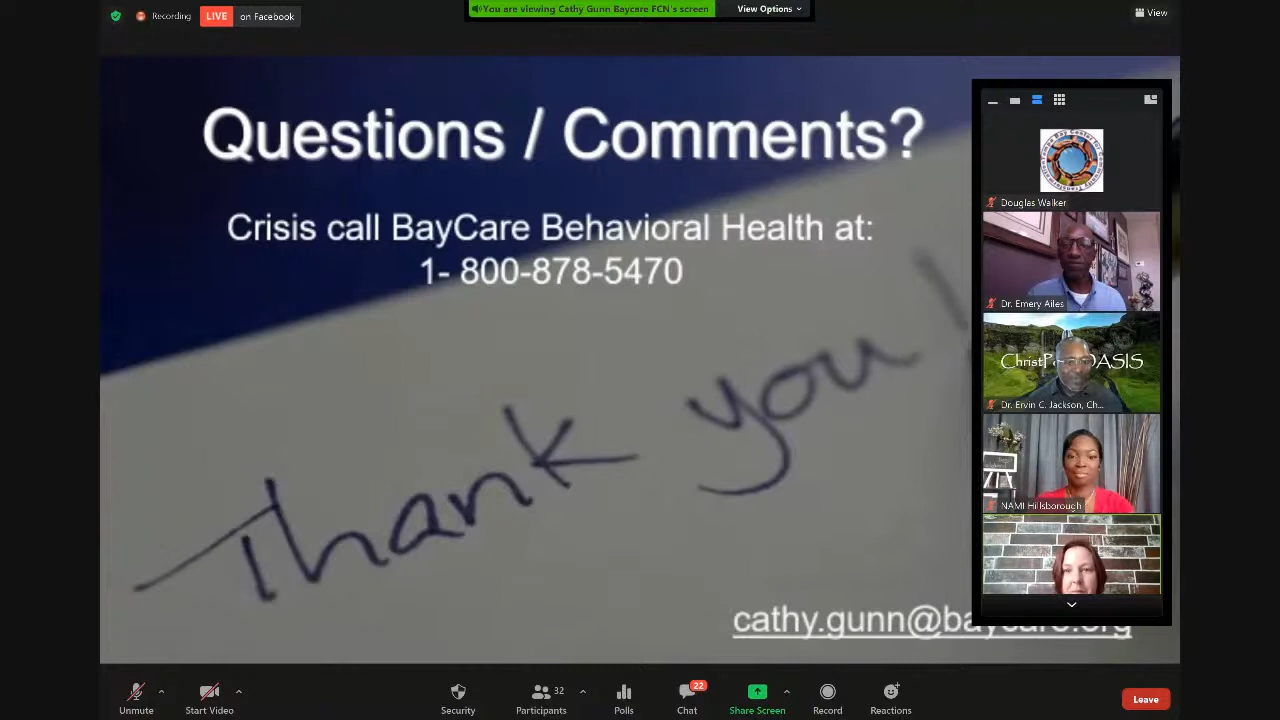 Recording
LIVE on Facebook
You are viewing Cathy Gunn Baycare FCN's screen
View Options
View
Questions / Comments?
Crisis call BayCare Behavioral Health at:
1- 800-878-5470
Thank you !
cathy.gunn@baycare.org
Douglas Walker
Dr. Emery Ailes
OASIS
Dr. Ervin C. Jackson, Ch...
NAMI Hillsborough
Unmute
Start Video
Security
Participants 32
Polls
Chat 22
Share Screen
Record
Reactions
Leave